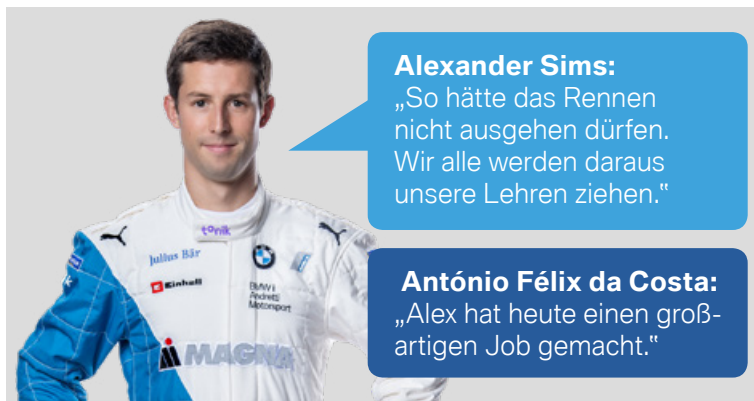 Alexander Sims:
„So hätte das Rennen
nicht ausgehen dürfen.
Wir alle werden daraus
unsere Lehren ziehen."
António Félix da Costa:
„Alex hat heute einen groß-
artigen Job gemacht."
tonik
Julius Bär
Einhell
BMW i
Andretti
Motorsport
MAGNA